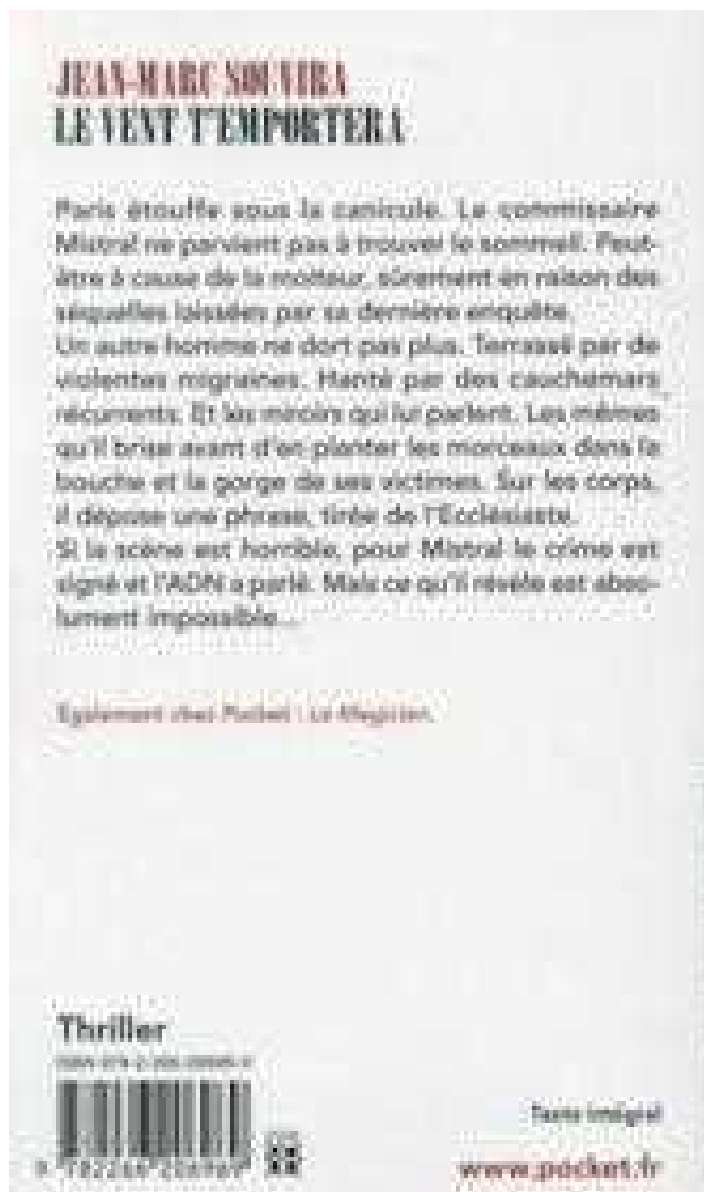 JEAN-MARC SOUVIRA
LE VENT T'EMPORTERA
Paris étouffe sous la canicule. Le commissaire
Mistral ne parvient pas à trouver le sommeil. Peut-
être à cause de la moiteur, sûrement en raison des
séquelles laissées par sa dernière enquête.
Un autre homme ne dort pas plus. Terrassé par de
violentes migraines. Hanté par des cauchemars
récurrents. Et les miroirs qui lui parlent. Les mêmes
qu'il brise avant d'en planter les morceaux dans la
bouche et la gorge de ses victimes. Sur les corps,
il dépose une phrase, tirée de l'Ecclésiaste.
Si la scène est horrible, pour Mistral le crime est
signé et l'ADN a parlé. Mais ce qu'il révèle est abso-
lument impossible...
Également chez Pocket : Le Magicien.
Thriller
Texte intégral
www.pocket.fr